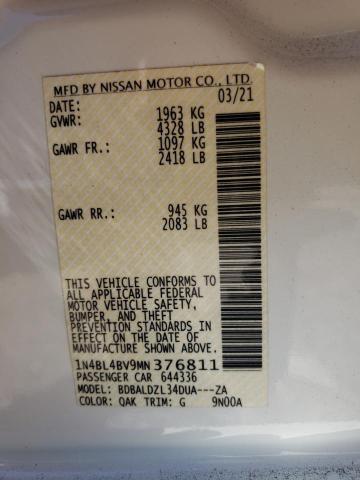 MFD BY NISSAN MOTOR CO., LTD.
DATE: 03/21
GVWR: 1963 KG
4328 LB
GAWR FR.: 1097 KG
2418 LB
GAWR RR.: 945 KG
2083 LB
THIS VEHICLE CONFORMS TO
ALL APPLICABLE FEDERAL
MOTOR VEHICLE SAFETY,
BUMPER, AND THEFT
PREVENTION STANDARDS IN
EFFECT ON THE DATE OF
MANUFACTURE SHOWN ABOVE.
1N4BL4BV9MN376811
PASSENGER CAR 644336
MODEL: BDBALDZL34DUA---ZA
COLOR: QAK TRIM: G 9N00A